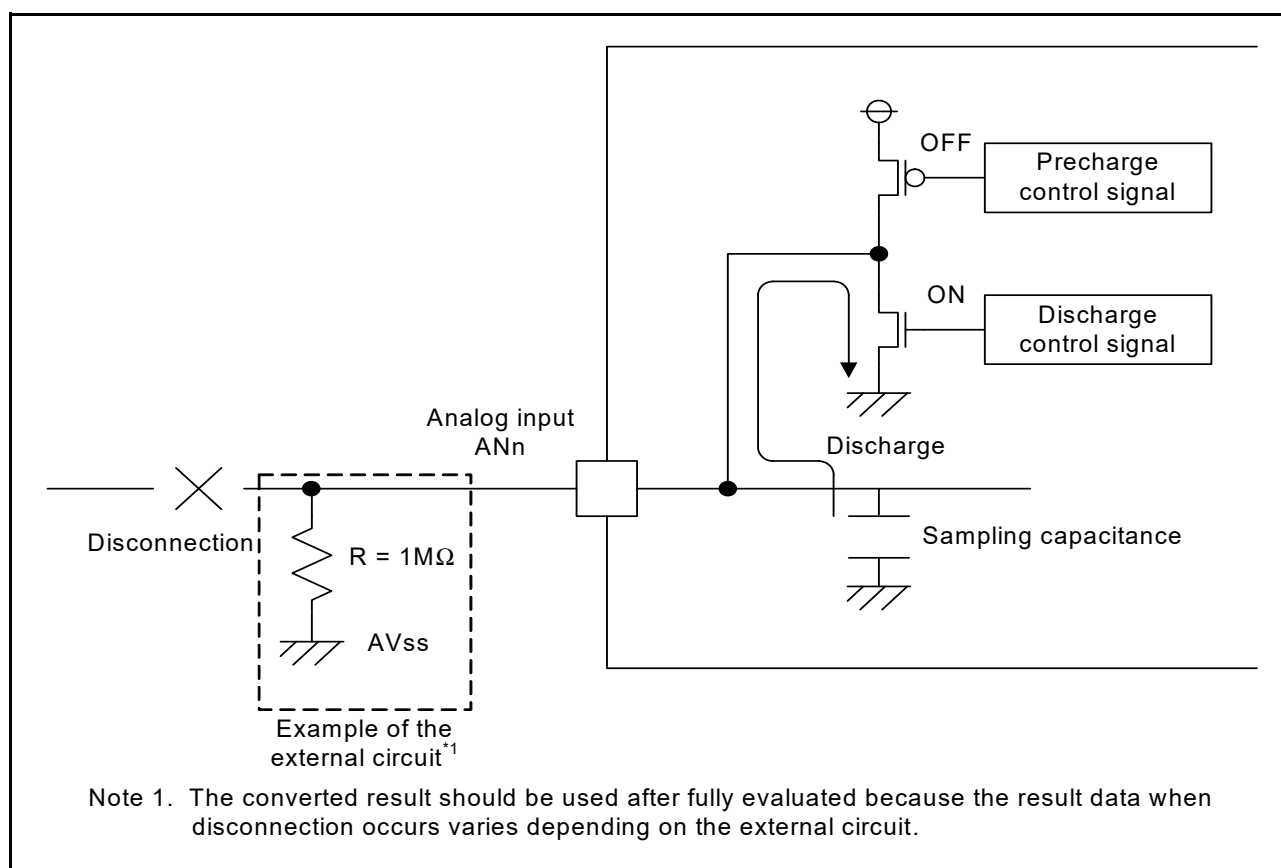 OFF
Precharge
control signal
ON
Discharge
control signal
Analog input
ANn
Discharge
Disconnection
R = 1MΩ
Sampling capacitance
AVss
Example of the
external circuit*1
Note 1. The converted result should be used after fully evaluated because the result data when
disconnection occurs varies depending on the external circuit.